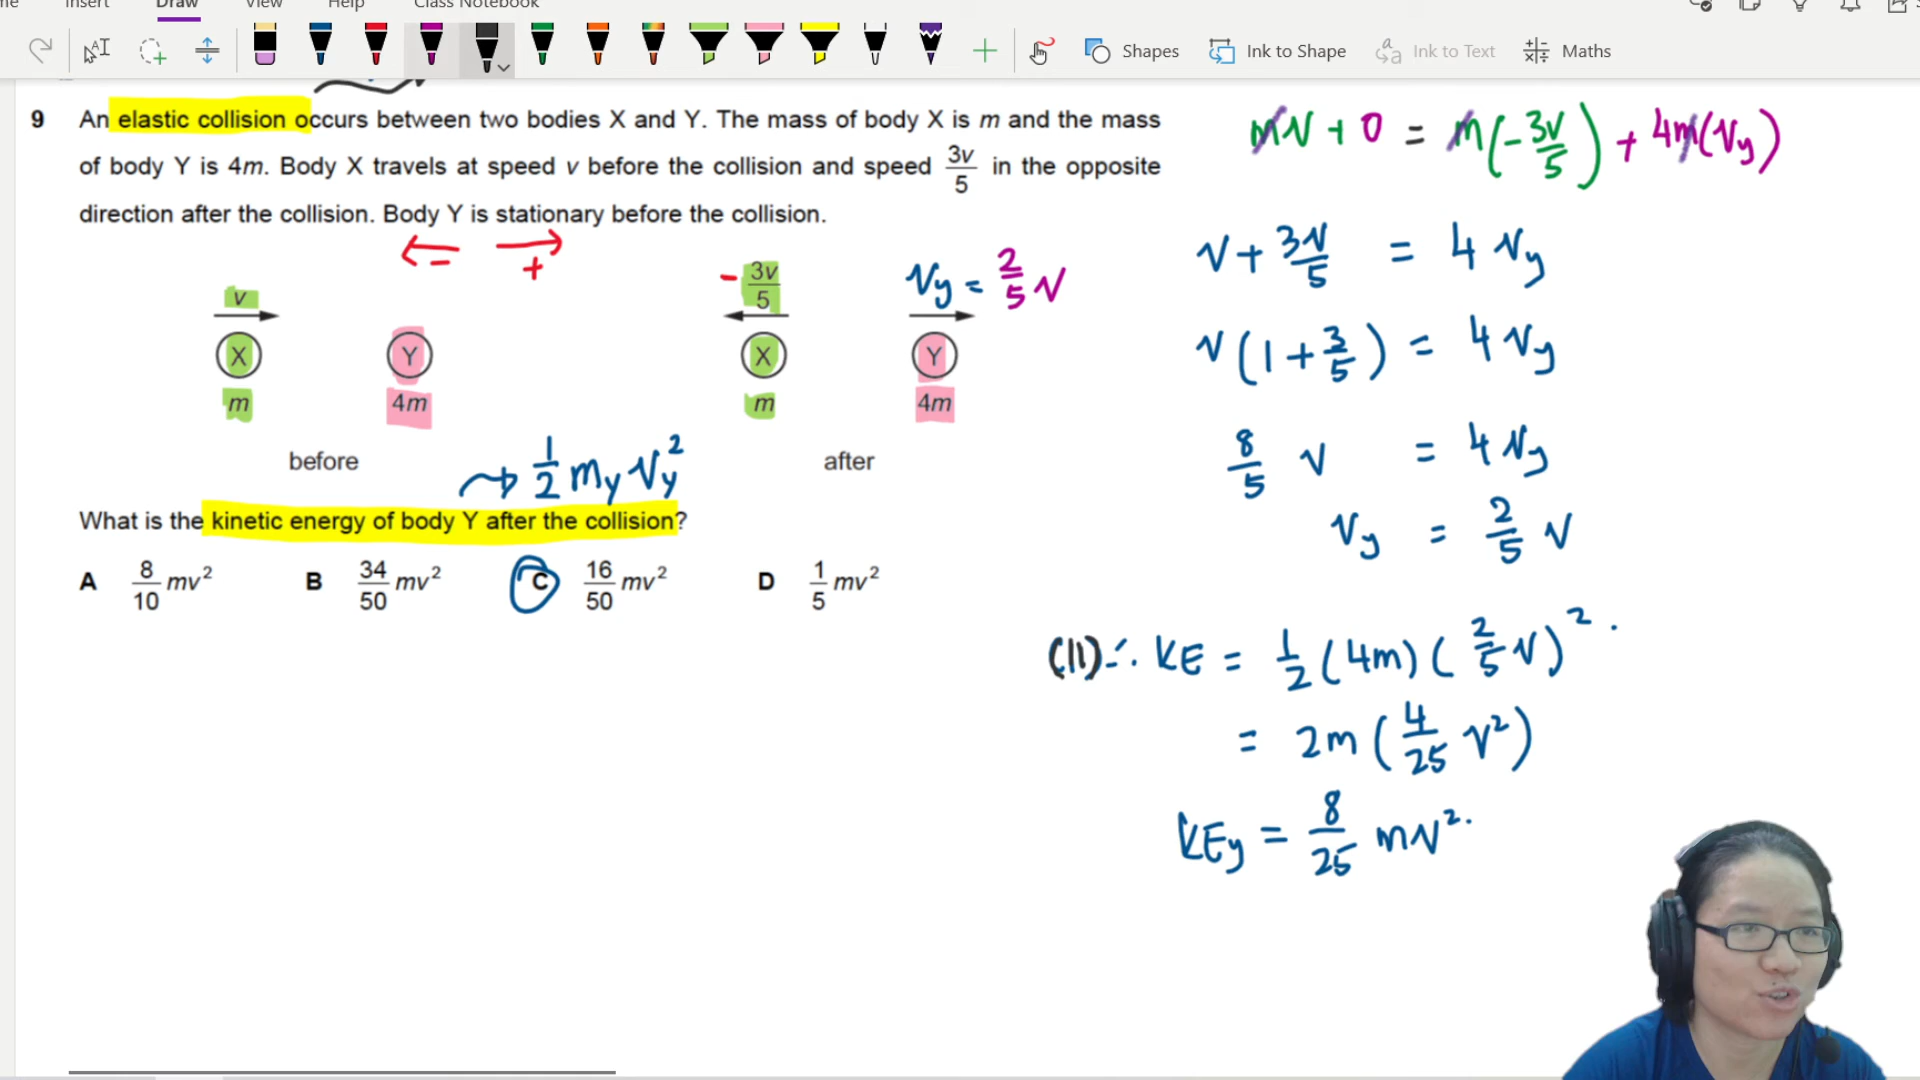 Insert Draw View Help Class Notebook
Shapes Ink to Shape Ink to Text Maths
9 An elastic collision occurs between two bodies X and Y. The mass of body X is m and the mass
of body Y is 4m. Body X travels at speed v before the collision and speed 3v/5 in the opposite
direction after the collision. Body Y is stationary before the collision.
← − → +
v
X Y
m 4m
before
− 3v/5
Vy = 2/5 V
X Y
m 4m
after
→ 1/2 my Vy²
What is the kinetic energy of body Y after the collision?
A 8/10 mv² B 34/50 mv² C 16/50 mv² D 1/5 mv²
mv + 0 = m(-3v/5) + 4m(Vy)
v + 3v/5 = 4 Vy
v (1 + 3/5) = 4 Vy
8/5 v = 4 Vy
Vy = 2/5 v
(11) ∴ KE = 1/2 (4m) (2/5 v)².
= 2m (4/25 v²)
KEy = 8/25 mv².